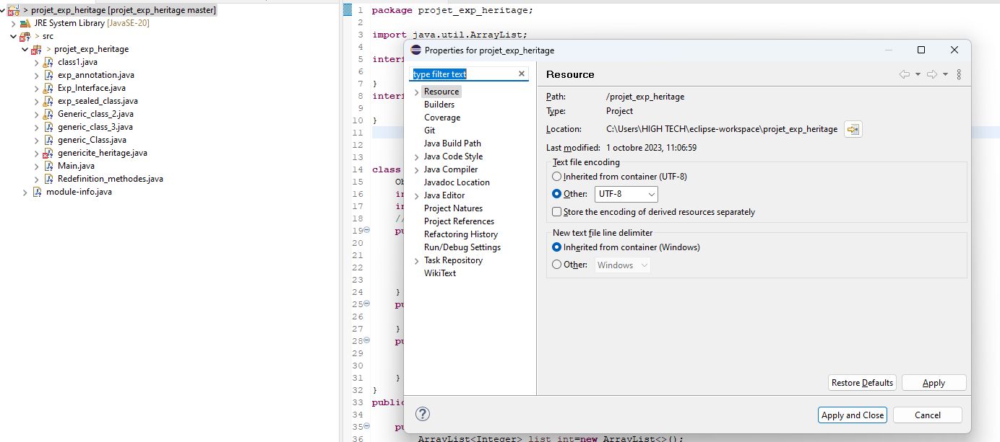 > projet_exp_heritage [projet_exp_heritage master]
JRE System Library [JavaSE-20]
> src
> projet_exp_heritage
class1.java
exp_annotation.java
Exp_Interface.java
exp_sealed_class.java
Generic_class_2.java
generic_class_3.java
generic_Class.java
genericite_heritage.java
Main.java
Redefinition_methodes.java
module-info.java
1 package projet_exp_heritage;
2
3 import java.util.ArrayList;
4
5 interf
6
7 }
8 interf
9
10 }
11
12
13
14 class
15 Ob
16 in
17 in
18 //
19 pu
20
21
22
23
24 }
25 pu
26
27 }
28 pu
29
30
31 }
32 }
33 public
34
35 pu
36 ArrayList<Integer> list int=new ArrayList<>();
Properties for projet_exp_heritage
type filter text
Resource
Builders
Coverage
Git
Java Build Path
Java Code Style
Java Compiler
Javadoc Location
Java Editor
Project Natures
Project References
Refactoring History
Run/Debug Settings
Task Repository
WikiText
Resource
Path: /projet_exp_heritage
Type: Project
Location: C:\Users\HIGH TECH\eclipse-workspace\projet_exp_heritage
Last modified: 1 octobre 2023, 11:06:59
Text file encoding
Inherited from container (UTF-8)
Other: UTF-8
Store the encoding of derived resources separately
New text file line delimiter
Inherited from container (Windows)
Other: Windows
Restore Defaults
Apply
?
Apply and Close
Cancel